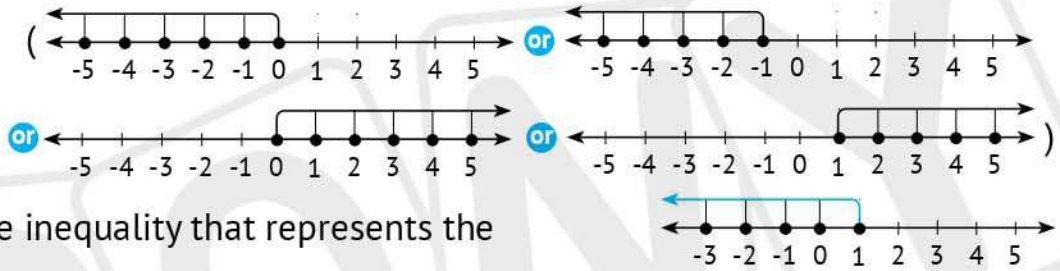 ( -5 -4 -3 -2 -1 0 1 2 3 4 5 or -5 -4 -3 -2 -1 0 1 2 3 4 5
or -5 -4 -3 -2 -1 0 1 2 3 4 5 or -5 -4 -3 -2 -1 0 1 2 3 4 5 )
e inequality that represents the
-3 -2 -1 0 1 2 3 4 5